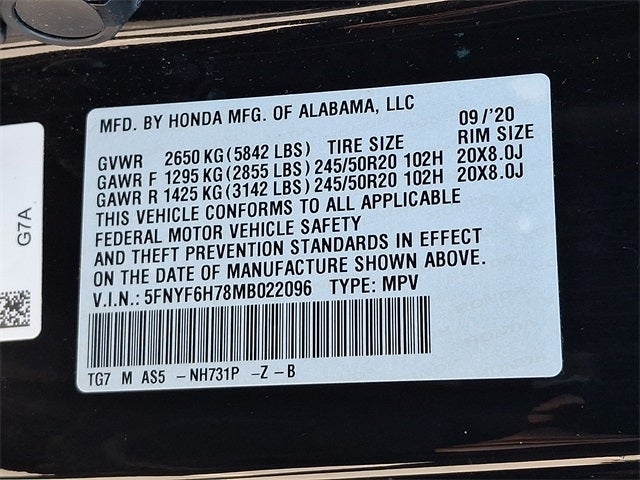 MFD. BY HONDA MFG. OF ALABAMA, LLC 09/'20
GVWR 2650 KG (5842 LBS) TIRE SIZE RIM SIZE
GAWR F 1295 KG (2855 LBS) 245/50R20 102H 20X8.0J
GAWR R 1425 KG (3142 LBS) 245/50R20 102H 20X8.0J
THIS VEHICLE CONFORMS TO ALL APPLICABLE
FEDERAL MOTOR VEHICLE SAFETY
AND THEFT PREVENTION STANDARDS IN EFFECT
ON THE DATE OF MANUFACTURE SHOWN ABOVE.
V.I.N.: 5FNYF6H78MB022096 TYPE: MPV
TG7 M AS5 -NH731P -Z-B
G7A